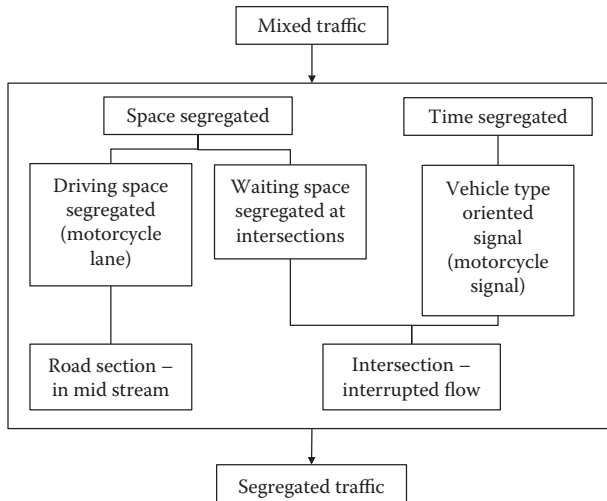 Mixed traffic
Space segregated
Time segregated
Driving space
segregated
(motorcycle
lane)
Waiting space
segregated at
intersections
Vehicle type
oriented
signal
(motorcycle
signal)
Road section –
in mid stream
Intersection –
interrupted flow
Segregated traffic